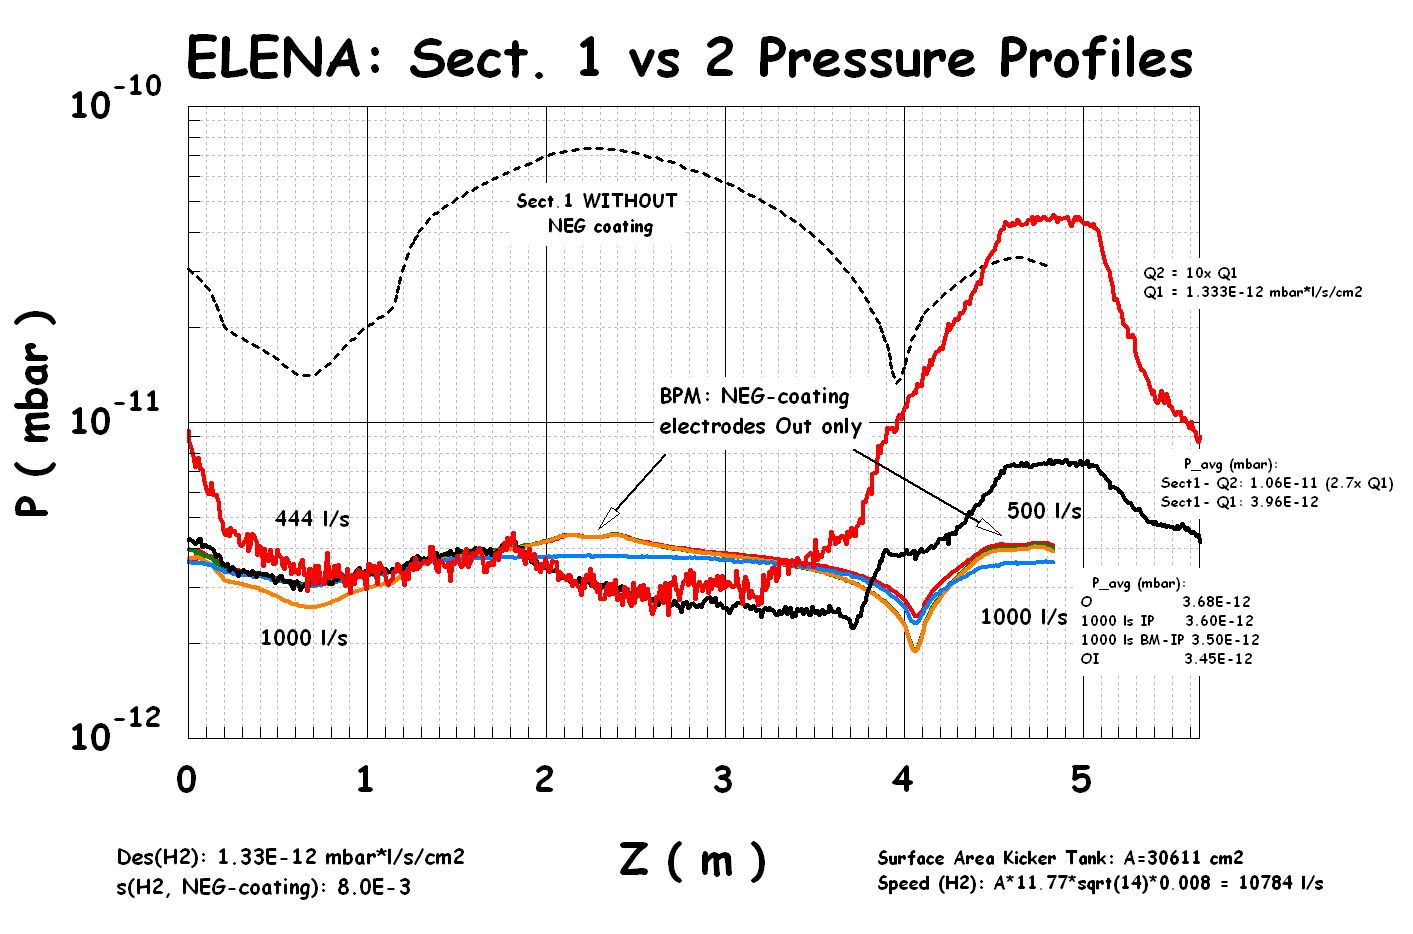 ELENA: Sect. 1 vs 2 Pressure Profiles
10-10
Sect.1 WITHOUT
NEG coating
Q2 = 10x Q1
Q1 = 1.333E-12 mbar*l/s/cm2
P ( mbar )
BPM: NEG-coating
electrodes Out only
10-11
P_avg (mbar):
Sect1- Q2: 1.06E-11 (2.7x Q1)
Sect1- Q1: 3.96E-12
444 l/s
500 l/s
P_avg (mbar):
O 3.68E-12
1000 ls IP 3.60E-12
1000 ls BM-IP 3.50E-12
OI 3.45E-12
1000 l/s
1000 l/s
10-12
0 1 2 3 4 5
Z ( m )
Des(H2): 1.33E-12 mbar*l/s/cm2
s(H2, NEG-coating): 8.0E-3
Surface Area Kicker Tank: A=30611 cm2
Speed (H2): A*11.77*sqrt(14)*0.008 = 10784 l/s